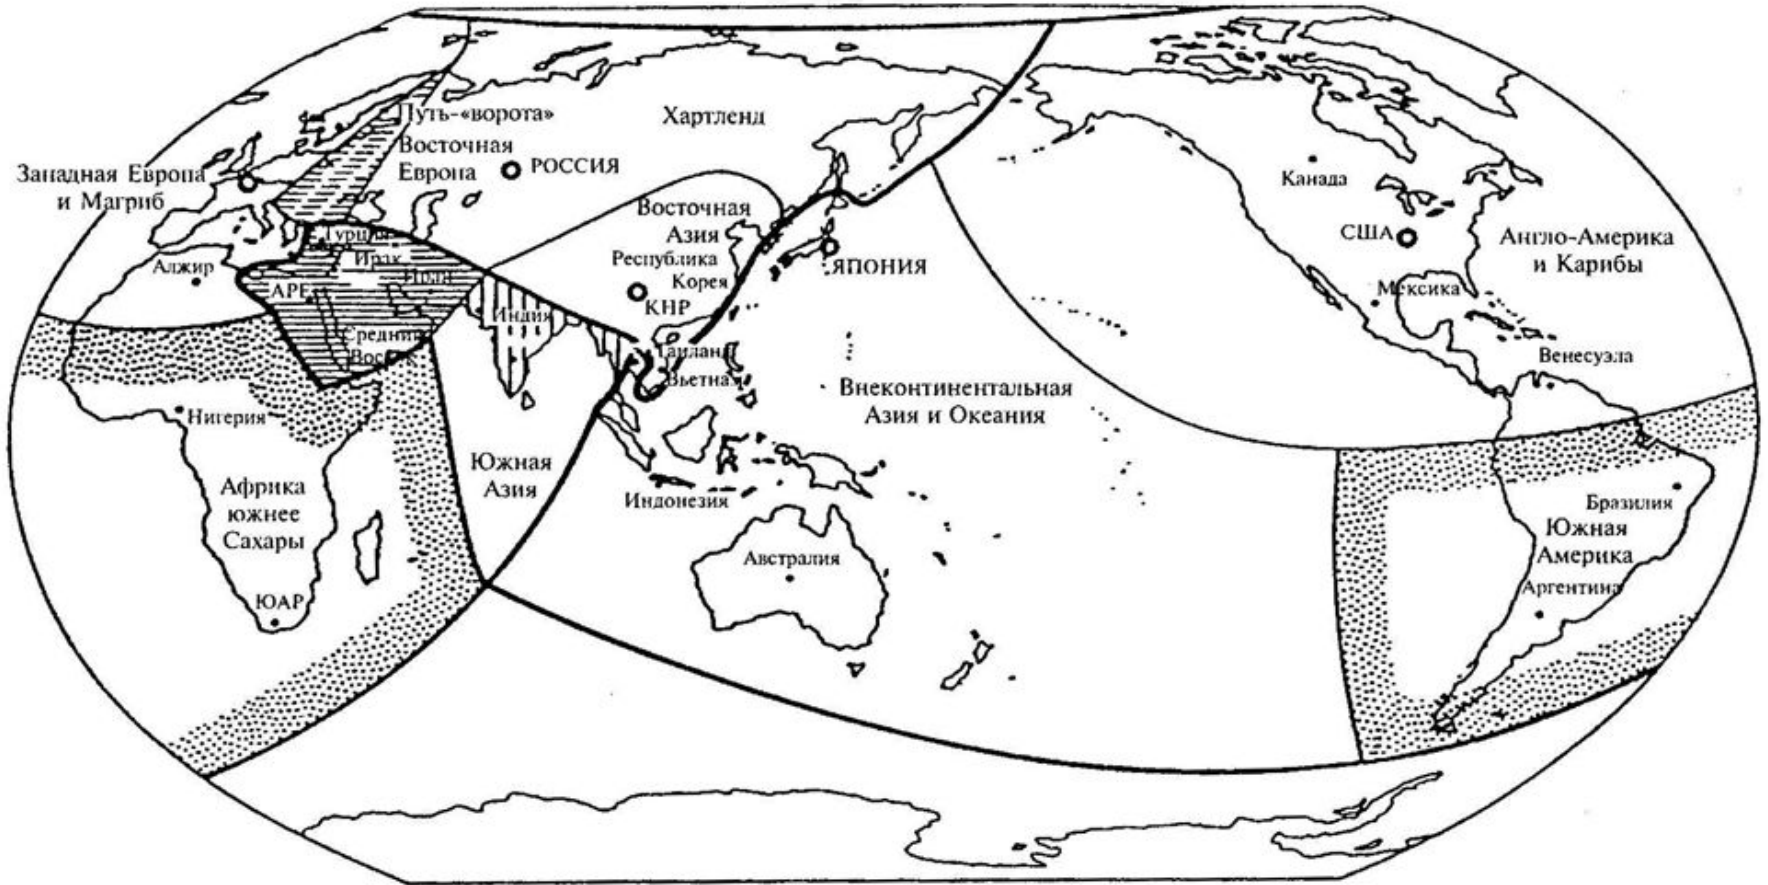 Путь-«ворота»
Восточная
Европа
РОССИЯ
Хартленд
Западная Европа
и Магриб
Алжир
Турция
Ирак
Иран
АРЕ
Средний
Восток
Индия
Восточная
Азия
Республика
Корея
КНР
ЯПОНИЯ
Таиланд
Вьетнам
Внеконтинентальная
Азия и Океания
Канада
США
Мексика
Англо-Америка
и Карибы
Венесуэла
Нигерия
Африка
южнее
Сахары
ЮАР
Южная
Азия
Индонезия
Австралия
Бразилия
Южная
Америка
Аргентина